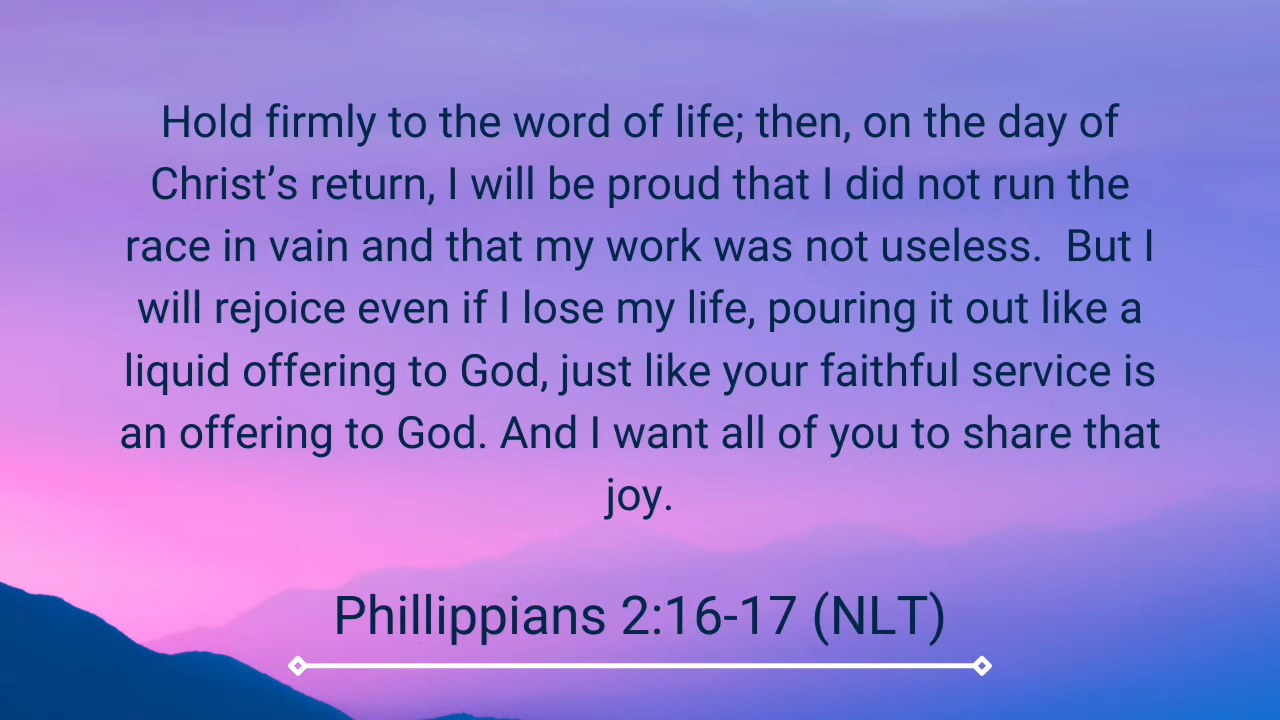 Hold firmly to the word of life; then, on the day of
Christ’s return, I will be proud that I did not run the
race in vain and that my work was not useless.  But I
will rejoice even if I lose my life, pouring it out like a
liquid offering to God, just like your faithful service is
an offering to God. And I want all of you to share that
joy.
Phillippians 2:16-17 (NLT)